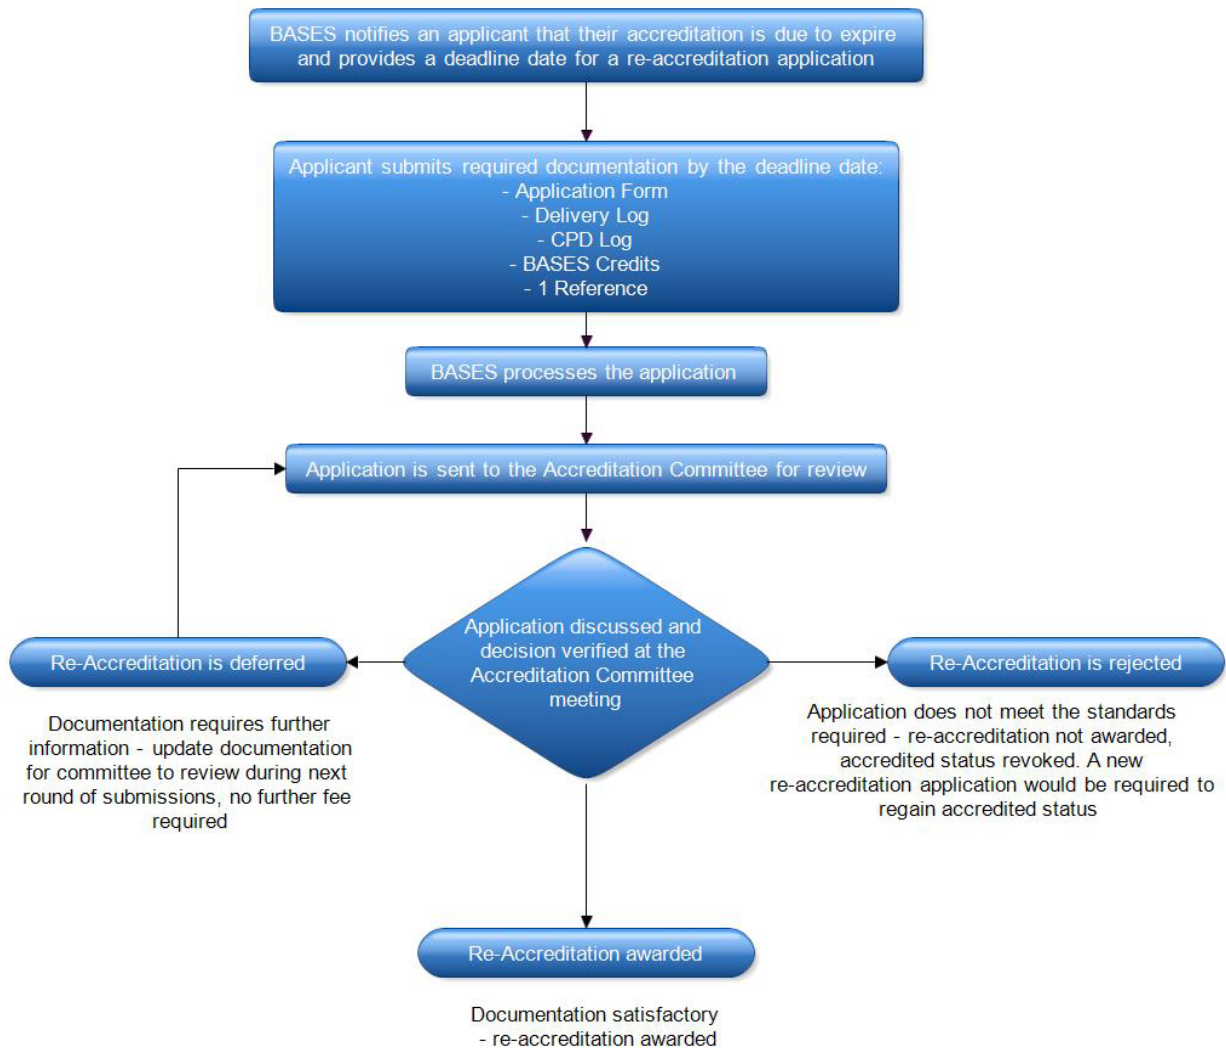 BASES notifies an applicant that their accreditation is due to expire
and provides a deadline date for a re-accreditation application
Applicant submits required documentation by the deadline date:
- Application Form
- Delivery Log
- CPD Log
- BASES Credits
- 1 Reference
BASES processes the application
Application is sent to the Accreditation Committee for review
Application discussed and
decision verified at the
Accreditation Committee
meeting
Re-Accreditation is deferred
Documentation requires further
information - update documentation
for committee to review during next
round of submissions, no further fee
required
Re-Accreditation is rejected
Application does not meet the standards
required - re-accreditation not awarded,
accredited status revoked. A new
re-accreditation application would be required to
regain accredited status
Re-Accreditation awarded
Documentation satisfactory
- re-accreditation awarded